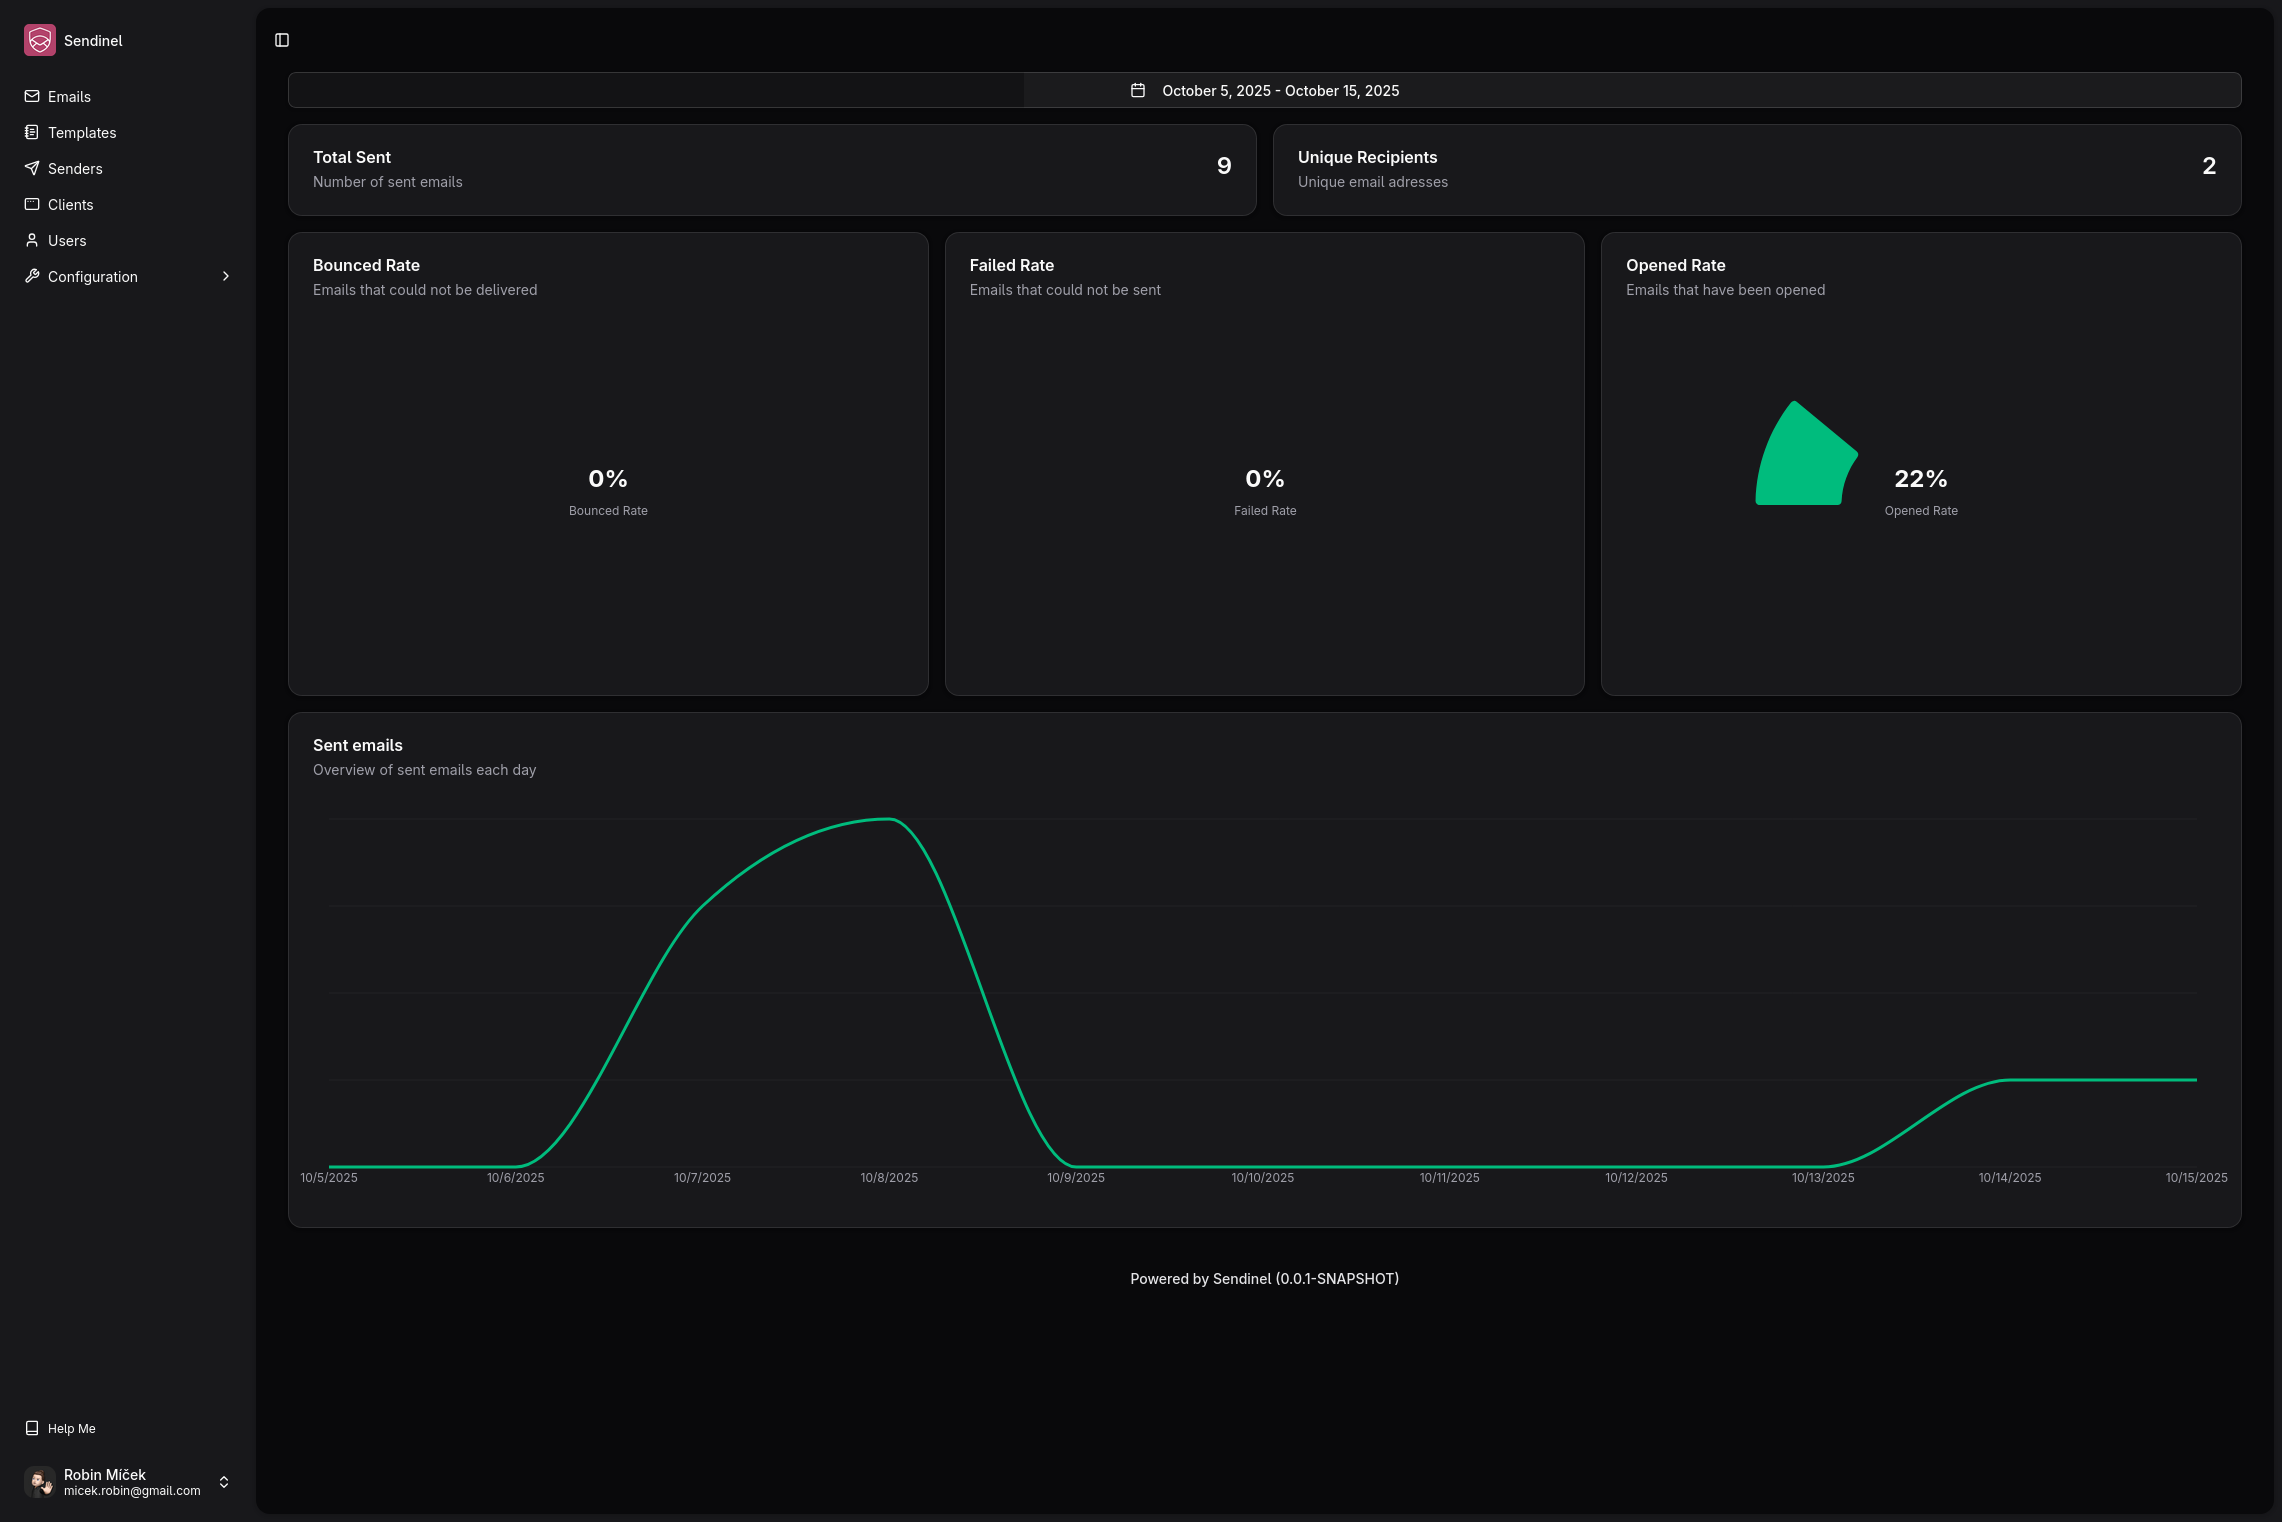 Sendinel
Emails
Templates
Senders
Clients
Users
Configuration
Help Me
Robin Míček
micek.robin@gmail.com
October 5, 2025 - October 15, 2025
Total Sent
Number of sent emails
9
Unique Recipients
Unique email adresses
2
Bounced Rate
Emails that could not be delivered
0%
Bounced Rate
Failed Rate
Emails that could not be sent
0%
Failed Rate
Opened Rate
Emails that have been opened
22%
Opened Rate
Sent emails
Overview of sent emails each day
10/5/2025 10/6/2025 10/7/2025 10/8/2025 10/9/2025 10/10/2025 10/11/2025 10/12/2025 10/13/2025 10/14/2025 10/15/2025
Powered by Sendinel (0.0.1-SNAPSHOT)